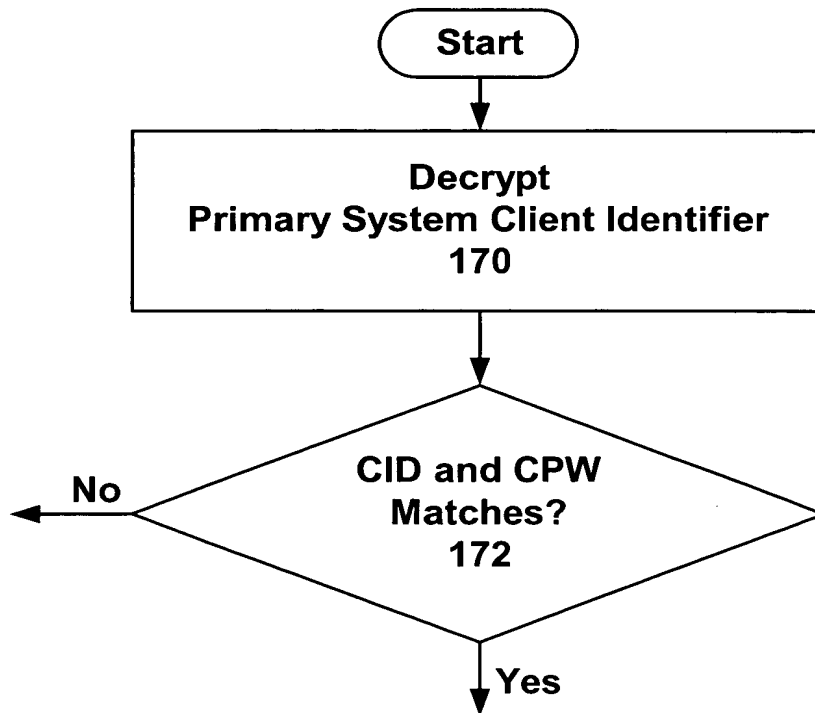 Start
Decrypt
Primary System Client Identifier
170
CID and CPW
Matches?
172
No
Yes